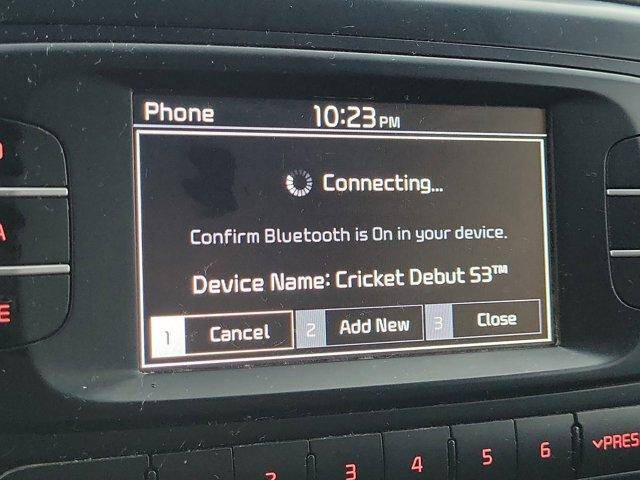 Phone 10:23 PM
Connecting...
Confirm Bluetooth is On in your device.
Device Name: Cricket Debut S3™
1 Cancel 2 Add New 3 Close
2 3 4 5 6